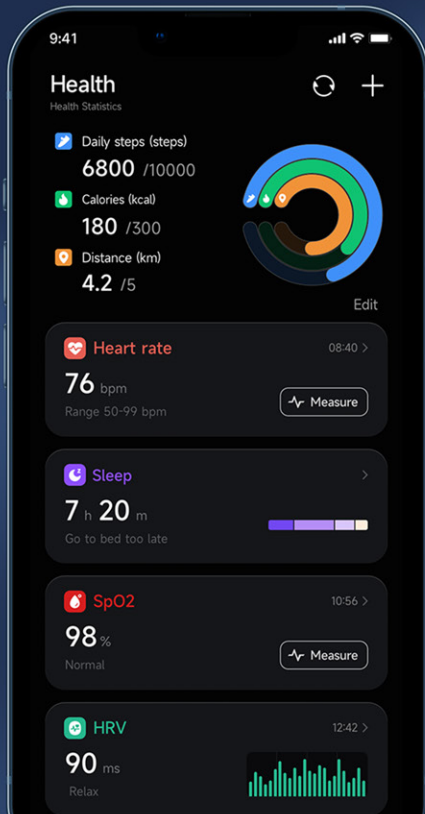 9:41
Health
Health Statistics
Daily steps (steps)
6800 /10000
Calories (kcal)
180 /300
Distance (km)
4.2 /5
Edit
Heart rate
08:40 >
76 bpm
Range 50-99 bpm
Measure
Sleep
>
7 h 20 m
Go to bed too late
SpO2
10:56 >
98 %
Normal
Measure
HRV
12:42 >
90 ms
Relax